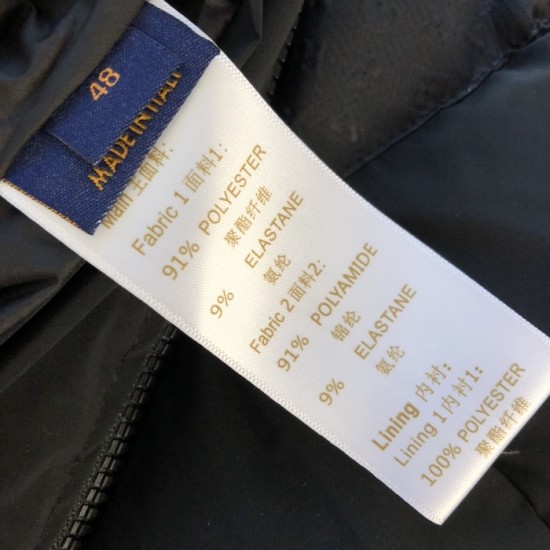 48
MADE IN ITALY
Main 主面料:
Fabric 1 面料1:
91% POLYESTER
聚酯纤维
9% ELASTANE
氨纶
Fabric 2 面料2:
91% POLYAMIDE
锦纶
9% ELASTANE
氨纶
Lining 内衬:
Lining 1内衬1:
100% POLYESTER
聚酯纤维